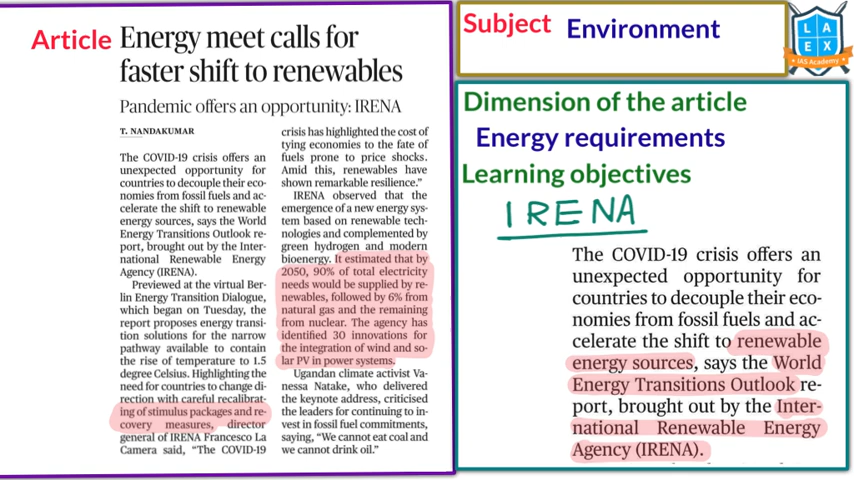 Article
Energy meet calls for
faster shift to renewables
Pandemic offers an opportunity: IRENA
T. NANDAKUMAR
The COVID-19 crisis offers an
unexpected opportunity for
countries to decouple their eco-
nomies from fossil fuels and ac-
celerate the shift to renewable
energy sources, says the World
Energy Transitions Outlook re-
port, brought out by the Inter-
national Renewable Energy
Agency (IRENA).
Previewed at the virtual Ber-
lin Energy Transition Dialogue,
which began on Tuesday, the
report proposes energy transi-
tion solutions for the narrow
pathway available to contain
the rise of temperature to 1.5
degree Celsius. Highlighting the
need for countries to change di-
rection with careful recalibrat-
ing of stimulus packages and re-
covery measures, director
general of IRENA Francesco La
Camera said, “The COVID-19
crisis has highlighted the cost of
tying economies to the fate of
fuels prone to price shocks.
Amid this, renewables have
shown remarkable resilience.”
IRENA observed that the
emergence of a new energy sys-
tem based on renewable tech-
nologies and complemented by
green hydrogen and modern
bioenergy. It estimated that by
2050, 90% of total electricity
needs would be supplied by re-
newables, followed by 6% from
natural gas and the remaining
from nuclear. The agency has
identified 30 innovations for
the integration of wind and so-
lar PV in power systems.
Ugandan climate activist Va-
nessa Natake, who delivered
the keynote address, criticised
the leaders for continuing to in-
vest in fossil fuel commitments,
saying, “We cannot eat coal and
we cannot drink oil.”
Subject Environment
L A
E X
IAS Academy
Dimension of the article
Energy requirements
Learning objectives
IRENA
The COVID-19 crisis offers an
unexpected opportunity for
countries to decouple their eco-
nomies from fossil fuels and ac-
celerate the shift to renewable
energy sources, says the World
Energy Transitions Outlook re-
port, brought out by the Inter-
national Renewable Energy
Agency (IRENA).